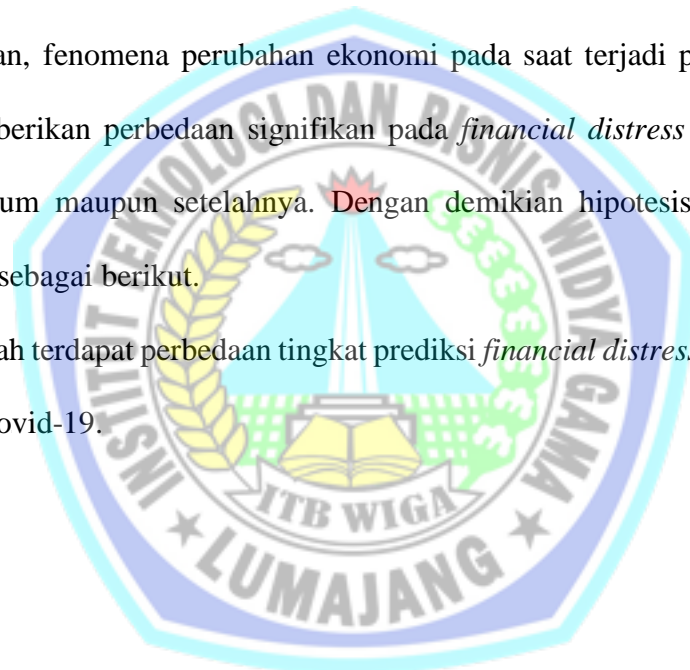 an, fenomena perubahan ekonomi pada saat terjadi p
berikan perbedaan signifikan pada financial distress
um maupun setelahnya. Dengan demikian hipotesis
sebagai berikut.
ah terdapat perbedaan tingkat prediksi financial distress
ovid-19.
INSTITUT TEKNOLOGI DAN BISNIS WIDYA GAMA
ITB WIGA
LUMAJANG